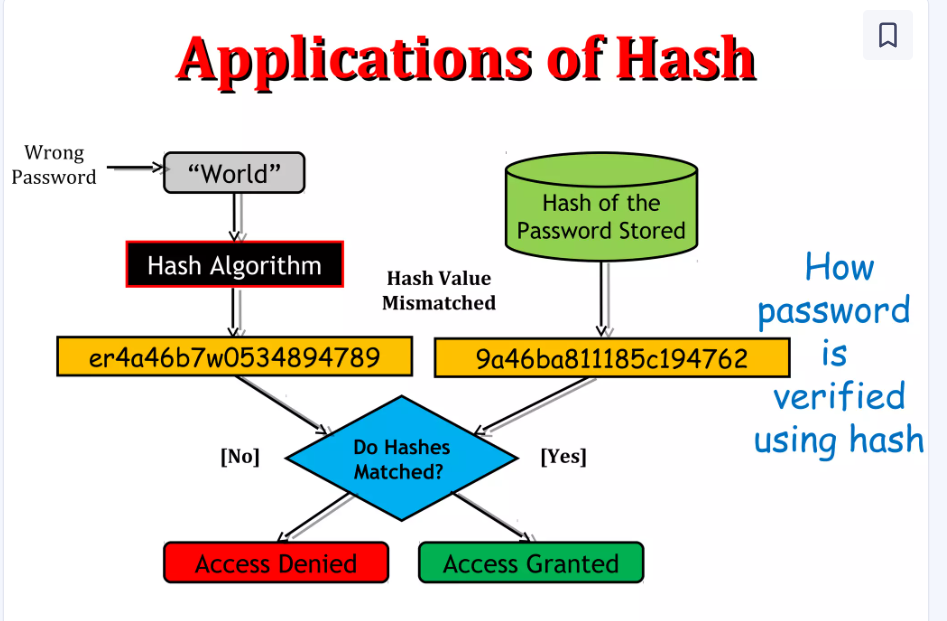 Applications of Hash
Wrong
Password
“World”
Hash Algorithm
er4a46b7w0534894789
Hash Value
Mismatched
Hash of the
Password Stored
9a46ba811185c194762
How
password
is
verified
using hash
[No]
Do Hashes
Matched?
[Yes]
Access Denied
Access Granted